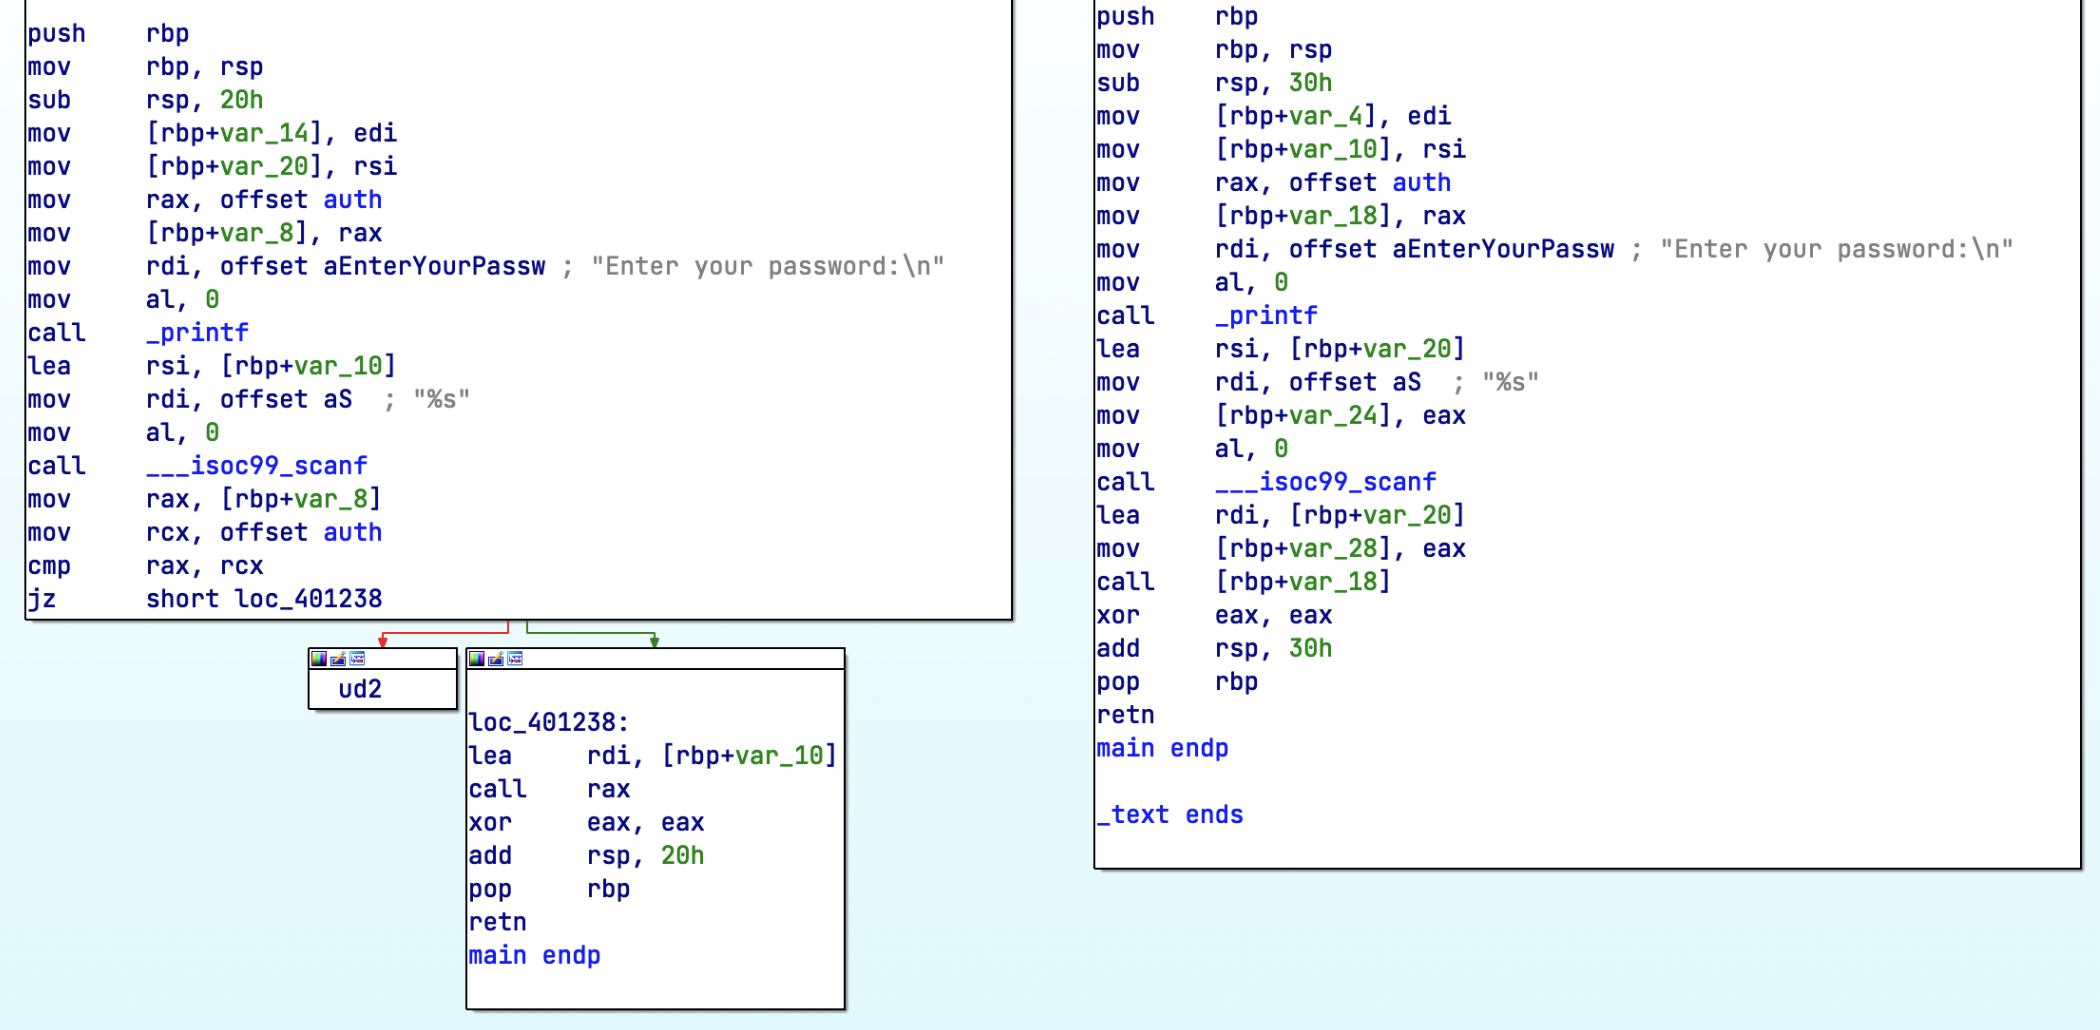 push    rbp
mov     rbp, rsp
sub     rsp, 20h
mov     [rbp+var_14], edi
mov     [rbp+var_20], rsi
mov     rax, offset auth
mov     [rbp+var_8], rax
mov     rdi, offset aEnterYourPassw ; "Enter your password:\n"
mov     al, 0
call    _printf
lea     rsi, [rbp+var_10]
mov     rdi, offset aS  ; "%s"
mov     al, 0
call    ___isoc99_scanf
mov     rax, [rbp+var_8]
mov     rcx, offset auth
cmp     rax, rcx
jz      short loc_401238
ud2
loc_401238:
lea     rdi, [rbp+var_10]
call    rax
xor     eax, eax
add     rsp, 20h
pop     rbp
retn
main endp
push    rbp
mov     rbp, rsp
sub     rsp, 30h
mov     [rbp+var_4], edi
mov     [rbp+var_10], rsi
mov     rax, offset auth
mov     [rbp+var_18], rax
mov     rdi, offset aEnterYourPassw ; "Enter your password:\n"
mov     al, 0
call    _printf
lea     rsi, [rbp+var_20]
mov     rdi, offset aS  ; "%s"
mov     [rbp+var_24], eax
mov     al, 0
call    ___isoc99_scanf
lea     rdi, [rbp+var_20]
mov     [rbp+var_28], eax
call    [rbp+var_18]
xor     eax, eax
add     rsp, 30h
pop     rbp
retn
main endp
_text ends